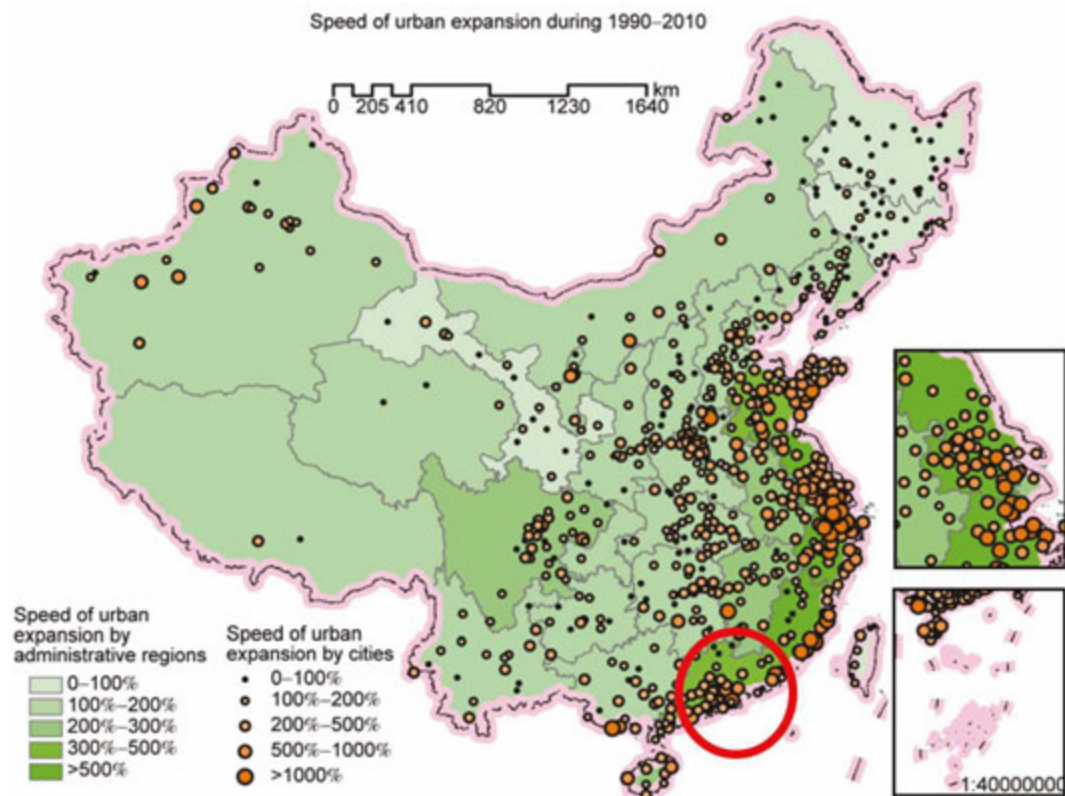 Speed of urban expansion during 1990–2010
km
0 205 410 820 1230 1640
Speed of urban
expansion by
administrative regions
0–100%
100%–200%
200%–300%
300%–500%
>500%
Speed of urban
expansion by cities
0–100%
100%–200%
200%–500%
500%–1000%
>1000%
1:40000000